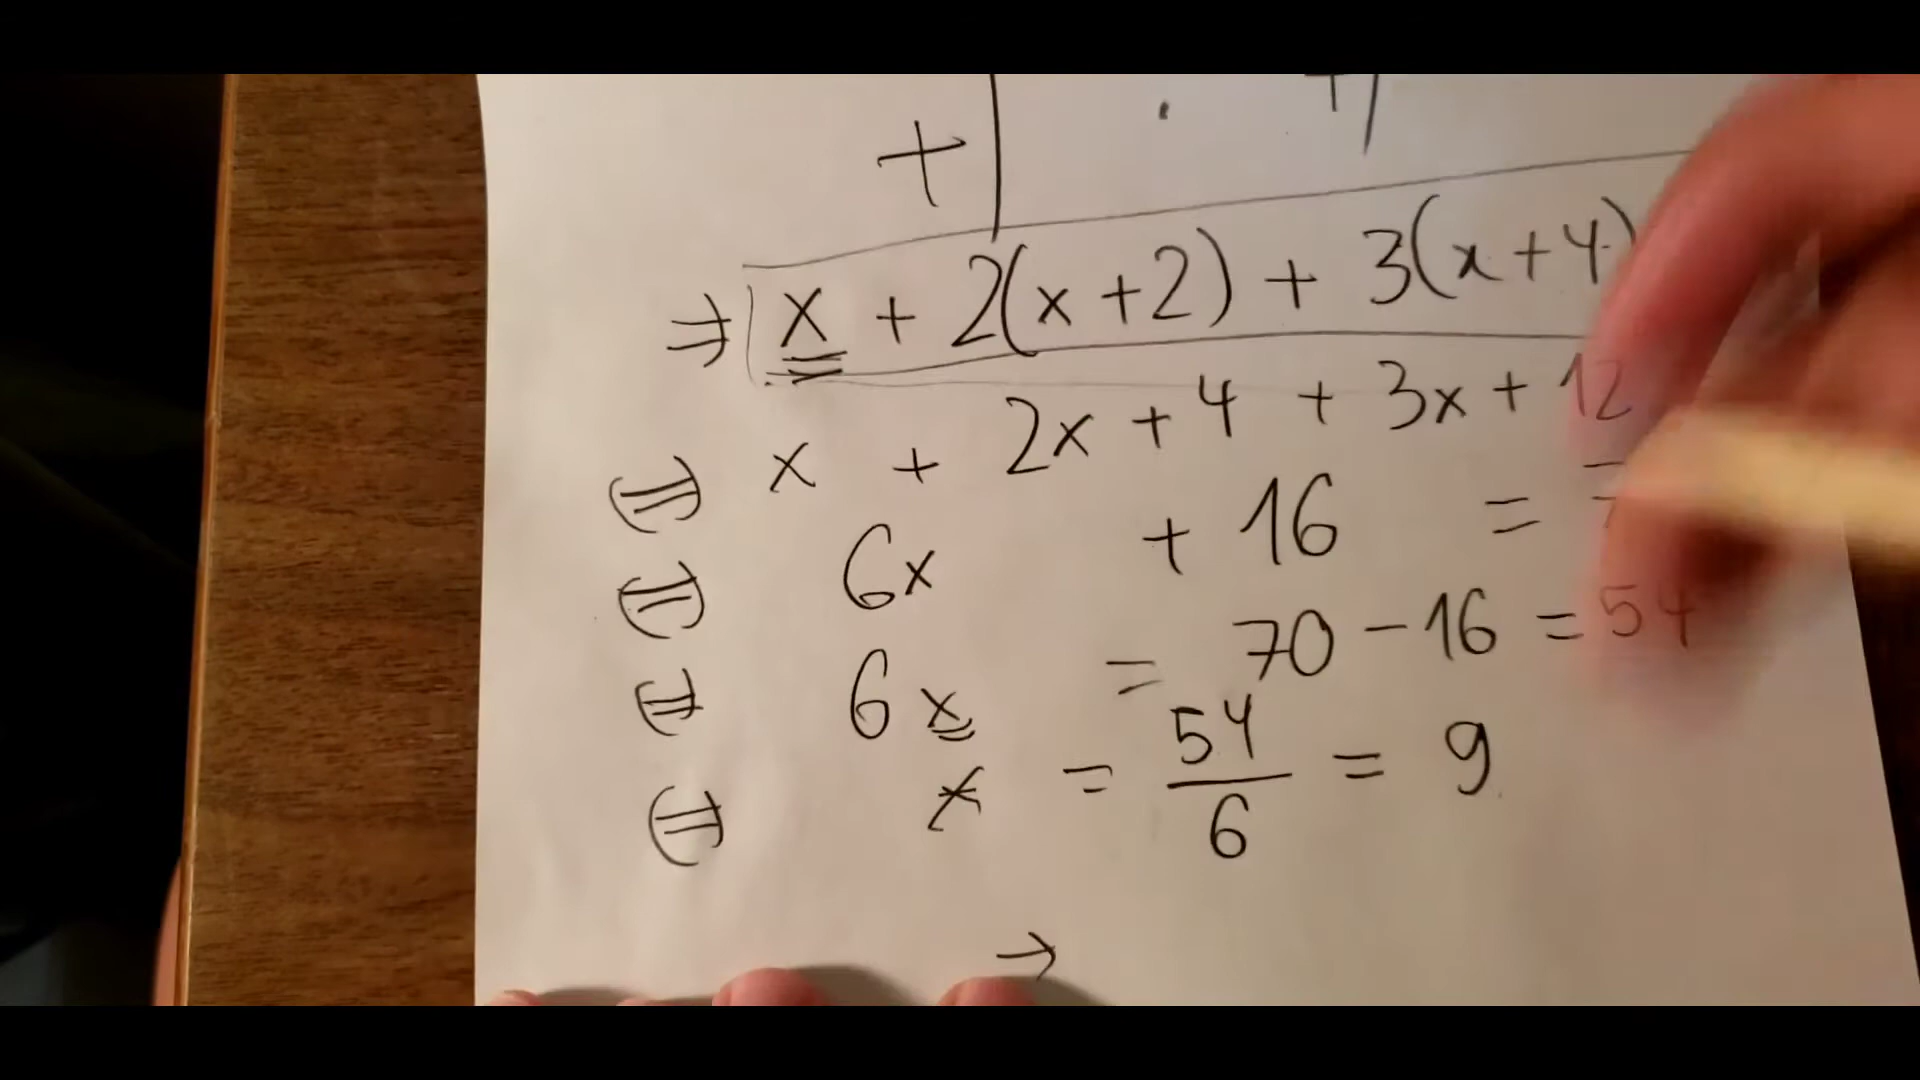 +
⇒ x + 2(x+2) + 3(x+4)
⇔ x + 2x + 4 + 3x + 12
⇔ 6x + 16 =
⇔ 6x = 70 - 16 = 54
⇔ x = 54/6 = 9
→